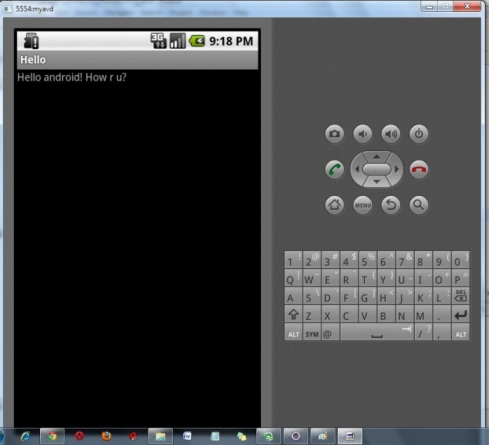 5554:myavd
3G 9:18 PM
Hello
Hello android! How r u?
MENU
1 ! 2 @ 3 # 4 $ 5 % 6 ^ 7 & 8 * 9 ( 0 )
Q W E R T Y U I O P
A S D F G H J K L DEL
Z X C V B N M .
ALT SYM @ / ? , ALT